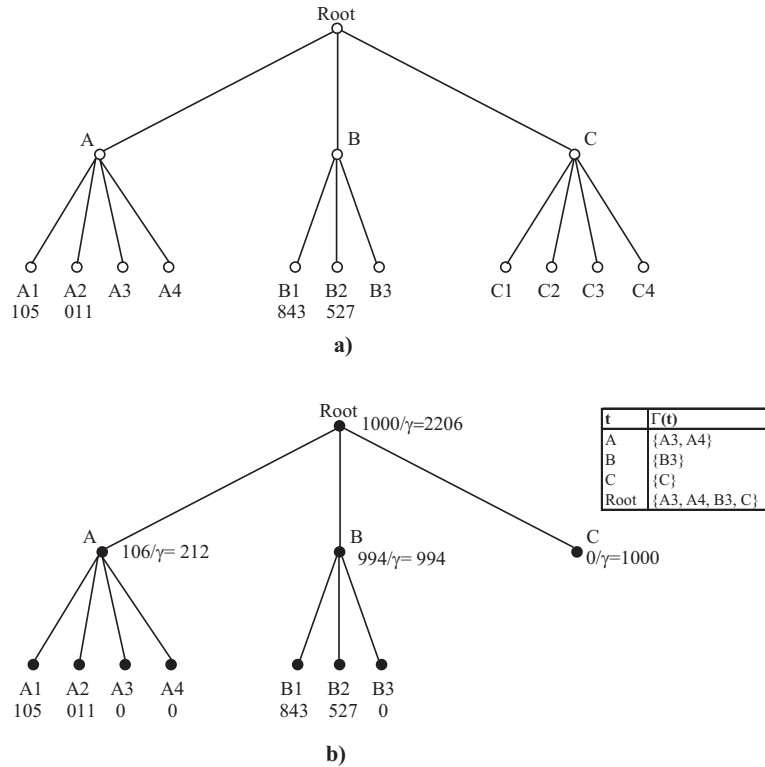 Root
A
B
C
A1 A2 A3 A4 B1 B2 B3 C1 C2 C3 C4
105 011 843 527
a)
Root
1000/γ=2206
t Γ(t)
A {A3, A4}
B {B3}
C {C}
Root {A3, A4, B3, C}
A
106/γ= 212
B
994/γ= 994
C
0/γ=1000
A1 A2 A3 A4 B1 B2 B3
105 011 0 0 843 527 0
b)